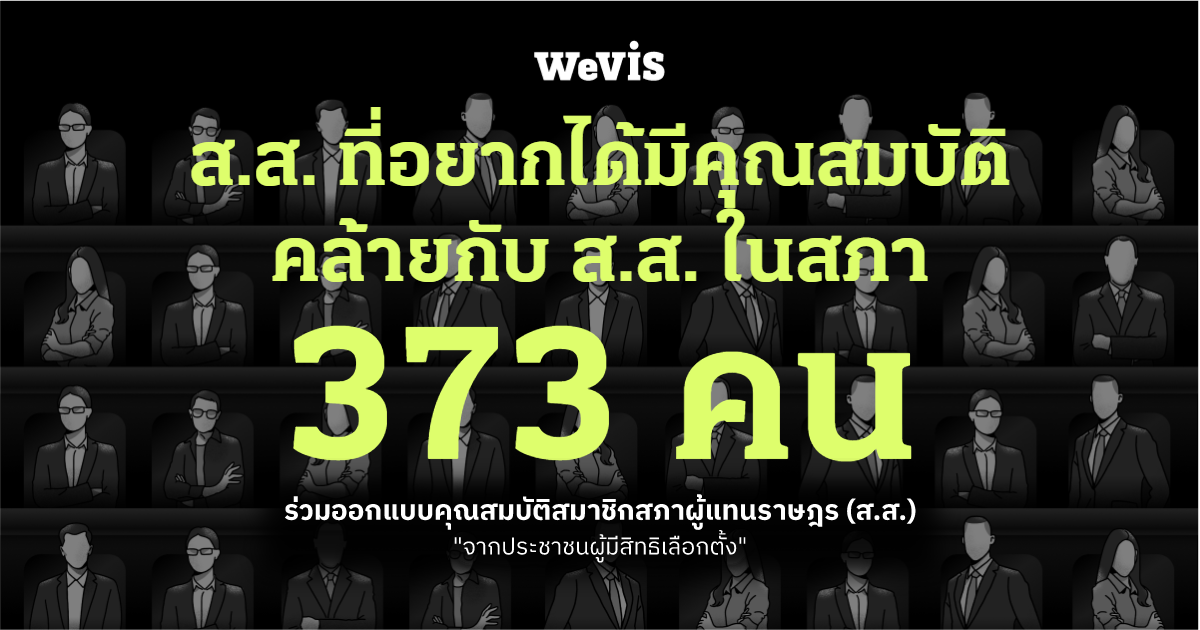 WeVIS
ส.ส. ที่อยากได้มีคุณสมบัติ
คล้ายกับ ส.ส. ในสภา
373 คน
ร่วมออกแบบคุณสมบัติสมาชิกสภาผู้แทนราษฎร (ส.ส.)
"จากประชาชนผู้มีสิทธิเลือกตั้ง"